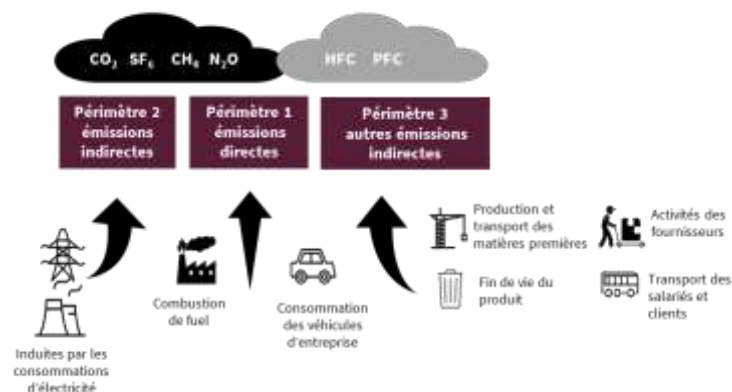 CO₂ SF₆ CH₄ N₂O
HFC PFC
Périmètre 2
émissions
indirectes
Périmètre 1
émissions
directes
Périmètre 3
autres émissions
indirectes
Production et
transport des
matières premières
Activités des
fournisseurs
Fin de vie du
produit
Transport des
salariés et
clients
Combustion
de fuel
Consommation
des véhicules
d'entreprise
Induites par les
consommations
d'électricité